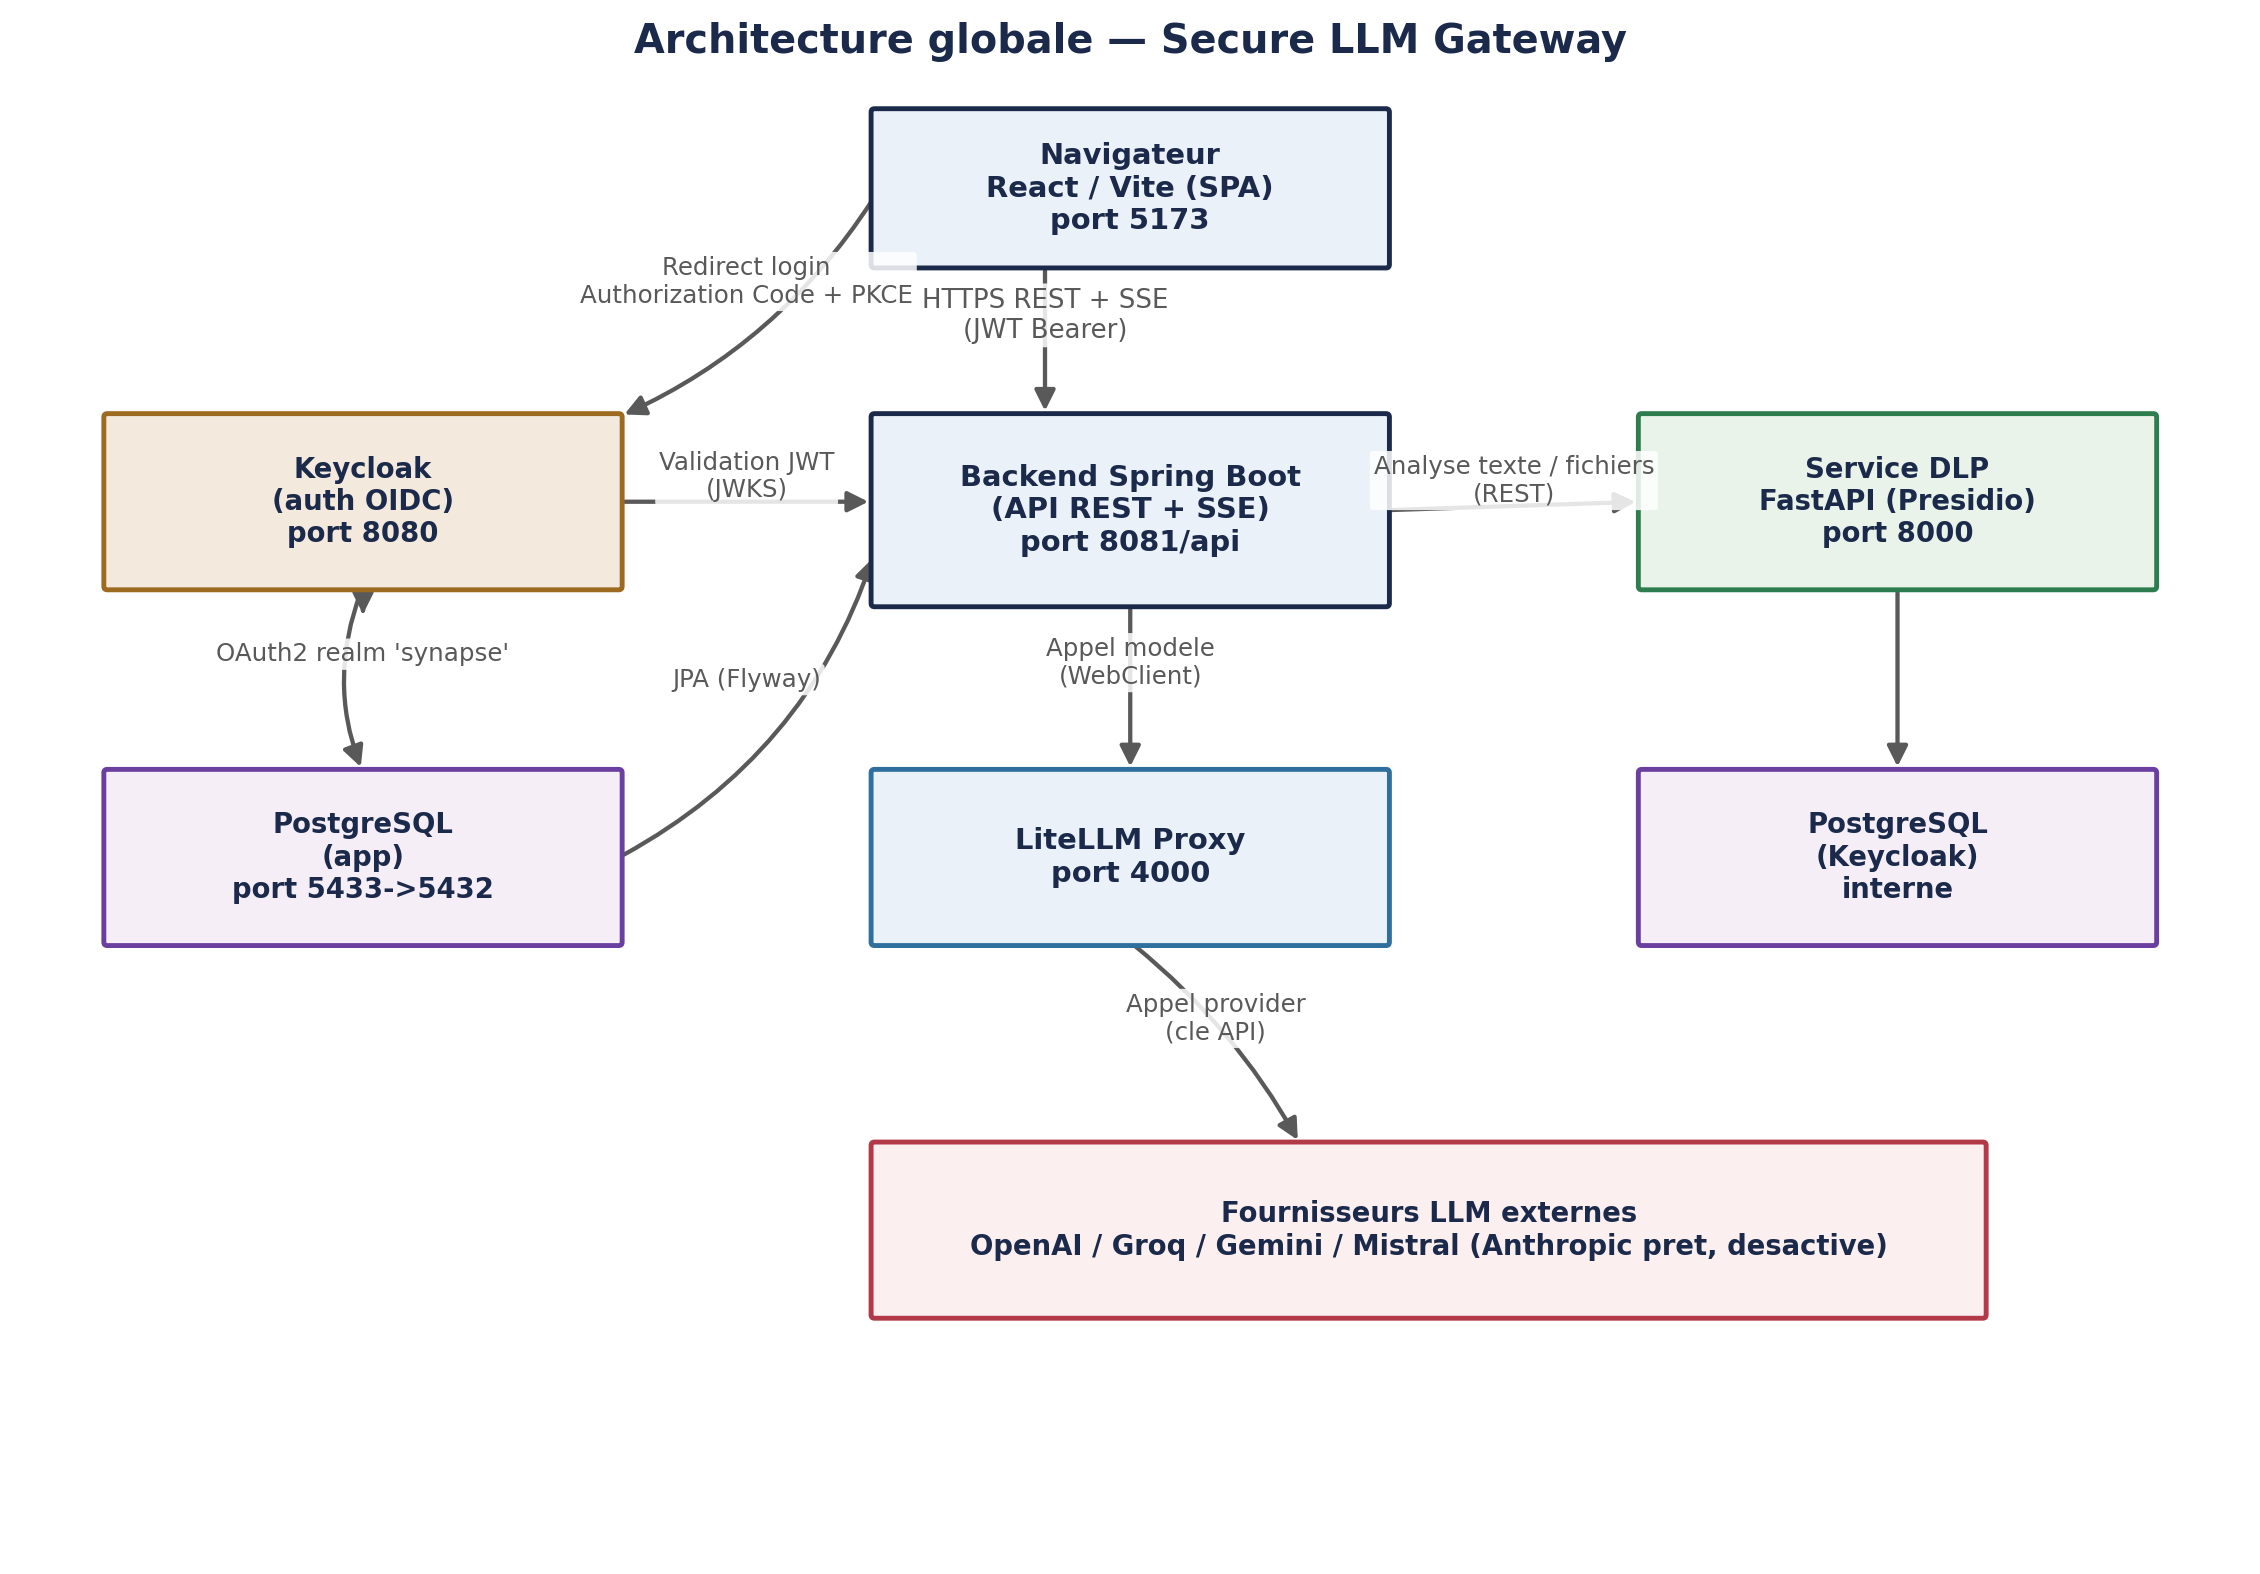 Architecture globale — Secure LLM Gateway
Navigateur
React / Vite (SPA)
port 5173
Redirect login
Authorization Code + PKCE
HTTPS REST + SSE
(JWT Bearer)
Keycloak
(auth OIDC)
port 8080
Validation JWT
(JWKS)
Backend Spring Boot
(API REST + SSE)
port 8081/api
Analyse texte / fichiers
(REST)
Service DLP
FastAPI (Presidio)
port 8000
OAuth2 realm 'synapse'
JPA (Flyway)
Appel modele
(WebClient)
PostgreSQL
(app)
port 5433->5432
LiteLLM Proxy
port 4000
PostgreSQL
(Keycloak)
interne
Appel provider
(cle API)
Fournisseurs LLM externes
OpenAI / Groq / Gemini / Mistral (Anthropic pret, desactive)